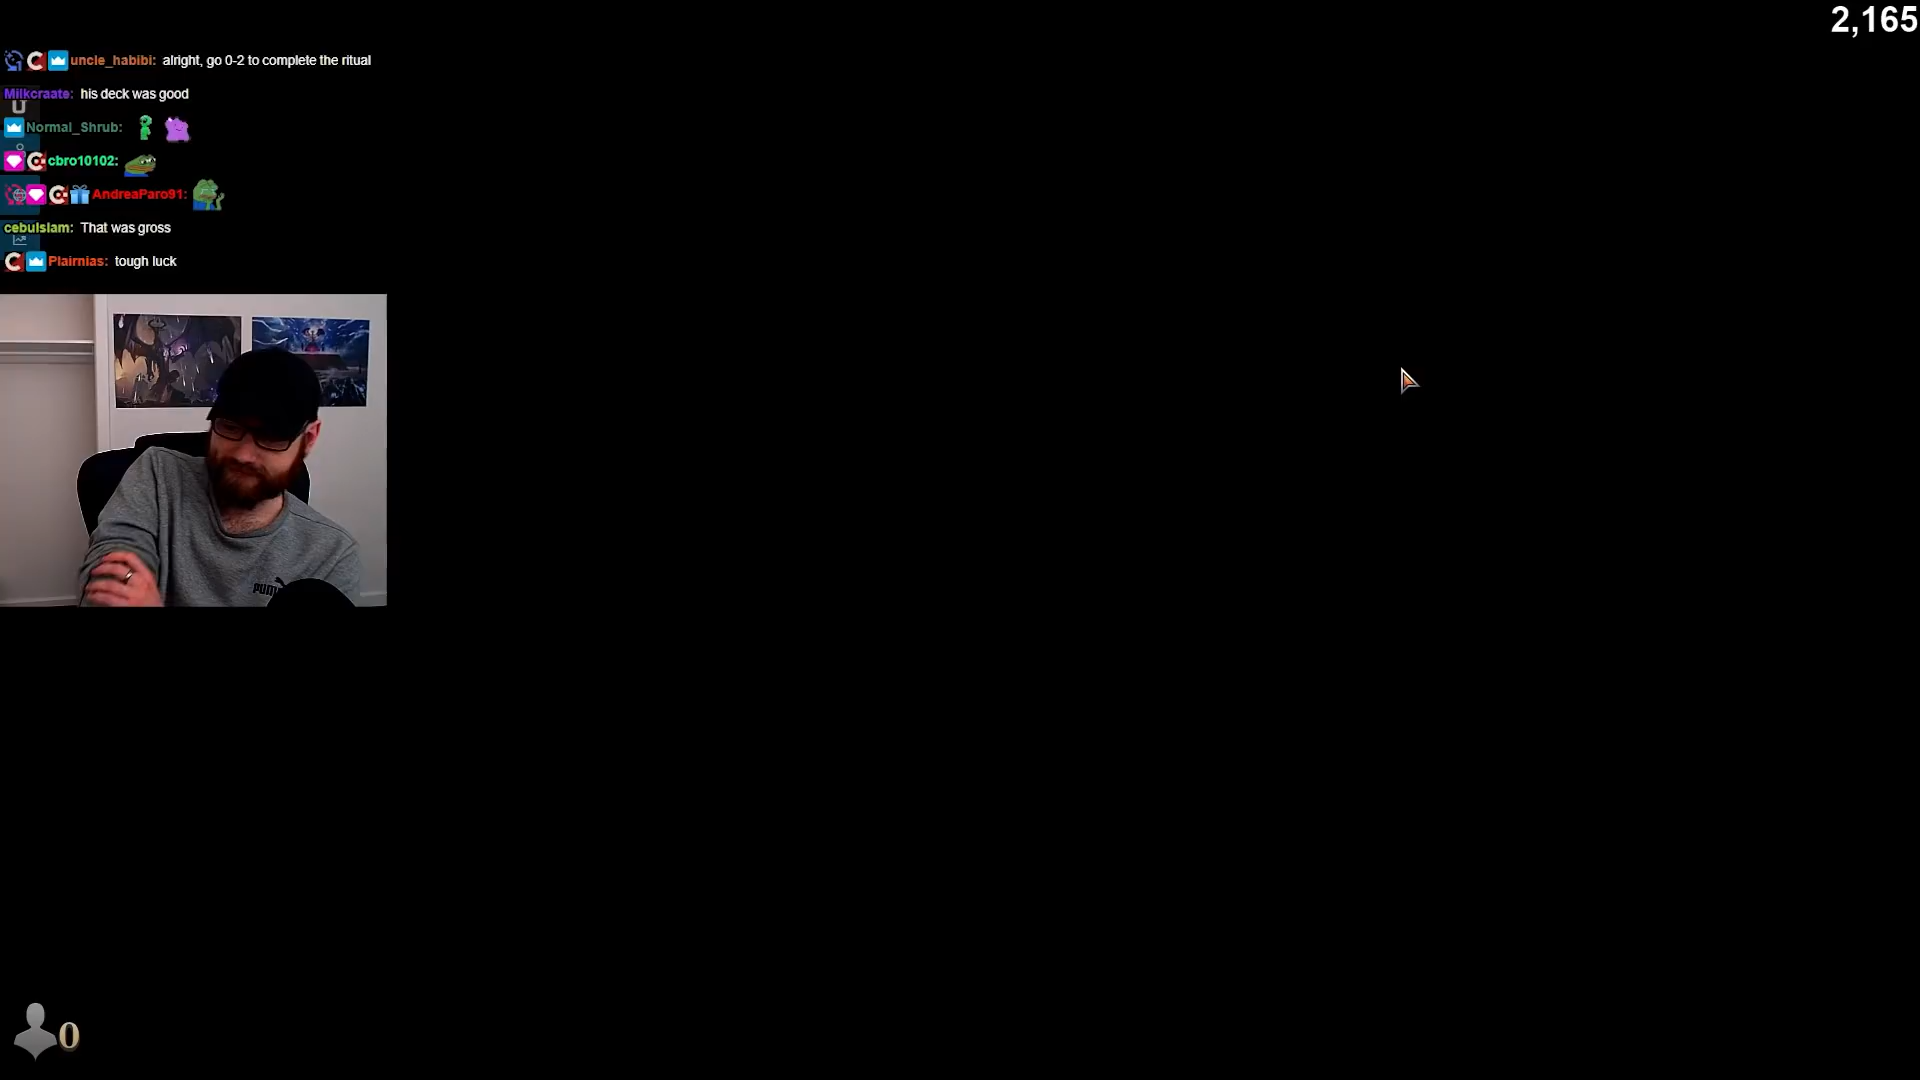 2,165
uncle_habibi: alright, go 0-2 to complete the ritual
Milkcraate: his deck was good
Normal_Shrub:
cbro10102:
AndreaParo91:
cebulslam: That was gross
Plairnias: tough luck
PUMA
0